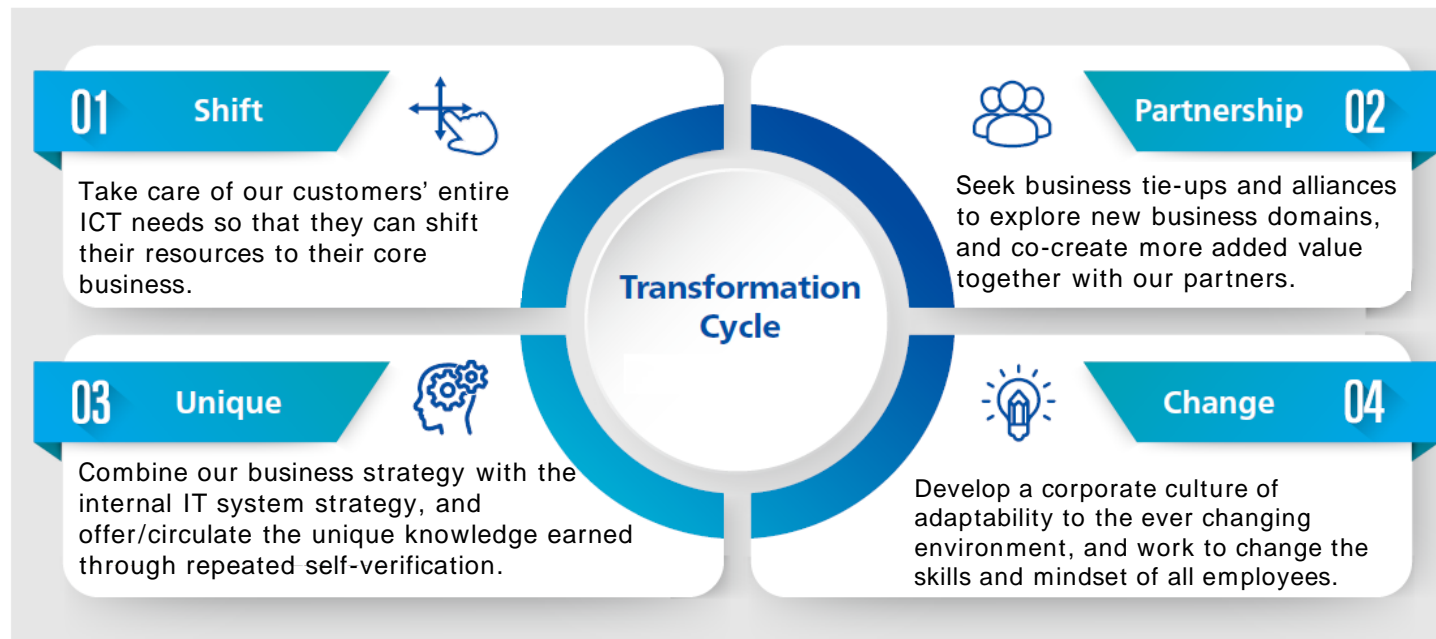 01 Shift
Take care of our customers’ entire
ICT needs so that they can shift
their resources to their core
business.
Partnership 02
Seek business tie-ups and alliances
to explore new business domains,
and co-create more added value
together with our partners.
Transformation
Cycle
03 Unique
Combine our business strategy with the
internal IT system strategy, and
offer/circulate the unique knowledge earned
through repeated self-verification.
Change 04
Develop a corporate culture of
adaptability to the ever changing
environment, and work to change the
skills and mindset of all employees.